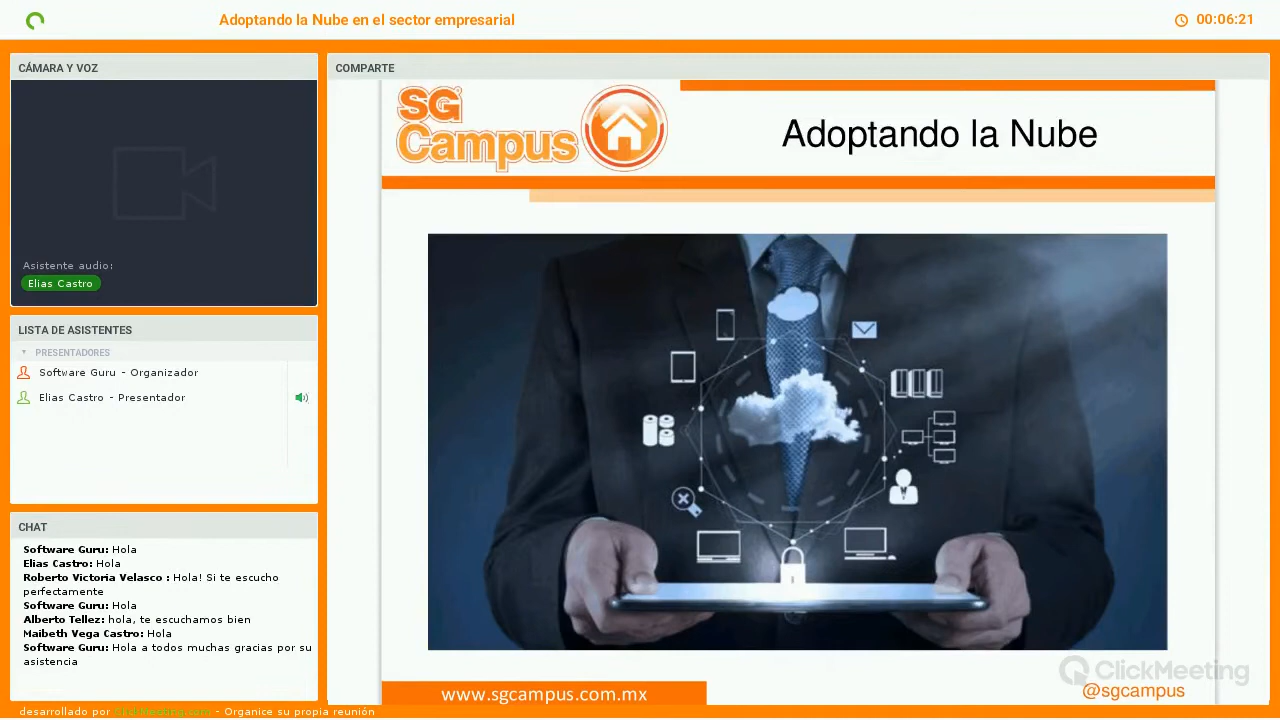 Adoptando la Nube en el sector empresarial
00:06:21
CÁMARA Y VOZ
Asistente audio:
Elias Castro
LISTA DE ASISTENTES
PRESENTADORES
Software Guru - Organizador
Elias Castro - Presentador
CHAT
Software Guru: Hola
Elias Castro: Hola
Roberto Victoria Velasco : Hola! Si te escucho
perfectamente
Software Guru: Hola
Alberto Tellez: hola, te escuchamos bien
Maibeth Vega Castro: Hola
Software Guru: Hola a todos muchas gracias por su
asistencia
COMPARTE
SG
Campus
Adoptando la Nube
www.sgcampus.com.mx
ClickMeeting
@sgcampus
desarrollado por ClickMeeting.com - Organice su propia reunión